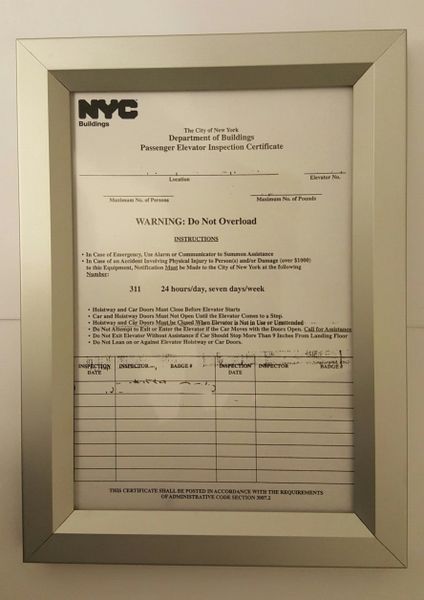 NYC
Buildings
The City of New York
Department of Buildings
Passenger Elevator Inspection Certificate
Location Elevator No.
Maximum No. of Persons Maximum No. of Pounds
WARNING: Do Not Overload
INSTRUCTIONS
• In Case of Emergency, Use Alarm or Communicator to Summon Assistance
• In Case of an Accident Involving Physical Injury to Person(s) and/or Damage (over $1000)
to this Equipment, Notification Must be Made to the City of New York at the following
Number:
311 24 hours/day, seven days/week
• Hoistway and Car Doors Must Close Before Elevator Starts
• Car and Hoistway Doors Must Not Open Until the Elevator Comes to a Stop.
• Hoistway and Car Doors Must be Closed When Elevator is Not in Use or Unattended
• Do Not Attempt to Exit or Enter the Elevator if the Car Moves with the Doors Open. Call for Assistance
• Do Not Exit Elevator Without Assistance if Car Should Stop More Than 9 Inches From Landing Floor
• Do Not Lean on or Against Elevator Hoistway or Car Doors.
INSPECTION INSPECTOR BADGE # INSPECTION INSPECTOR BADGE #
DATE DATE
THIS CERTIFICATE SHALL BE POSTED IN ACCORDANCE WITH THE REQUIREMENTS
OF ADMINISTRATIVE CODE SECTION 3007.2